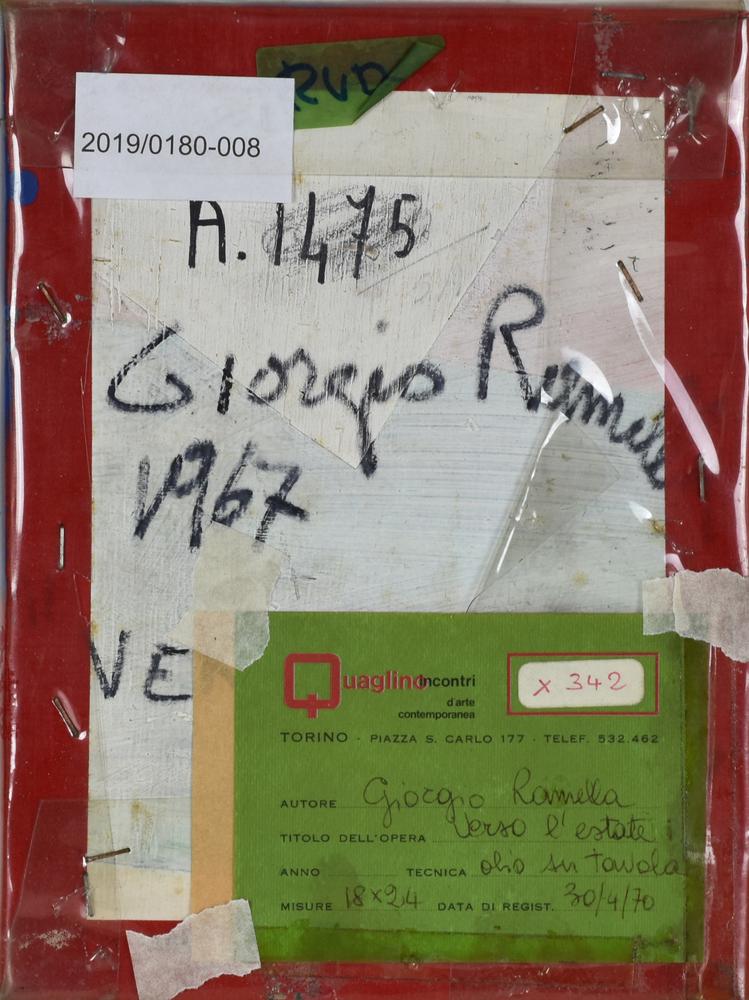 RVD
2019/0180-008
A. 1475
Giorgio Ramella
1967
VE
Quaglino Incontri
d'arte
contemporanea
X 342
TORINO · PIAZZA S. CARLO 177 · TELEF. 532.462
AUTORE Giorgio Ramella
TITOLO DELL'OPERA Verso l'estate
ANNO TECNICA olio su tavola
MISURE 18×24 DATA DI REGIST. 30/4/70